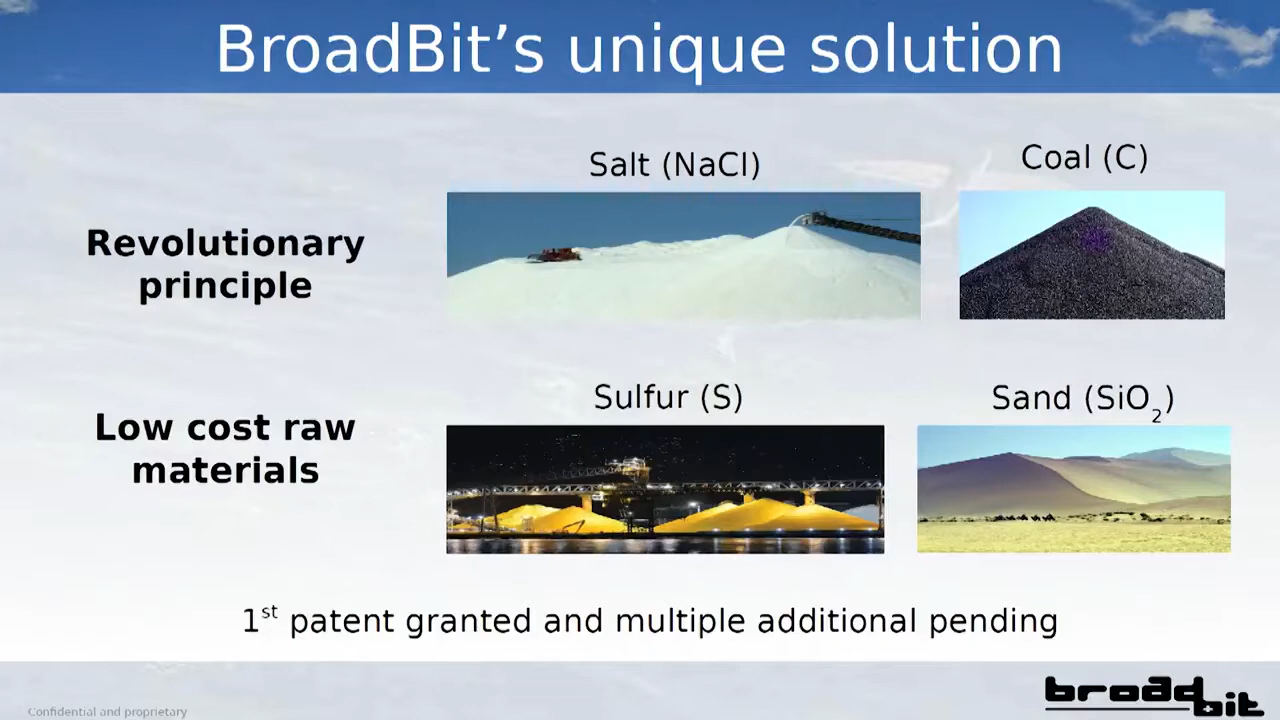 BroadBit’s unique solution
Salt (NaCl)
Coal (C)
Revolutionary
principle
Sulfur (S)
Sand (SiO₂)
Low cost raw
materials
1ˢᵗ patent granted and multiple additional pending
Confidential and proprietary
broadbit